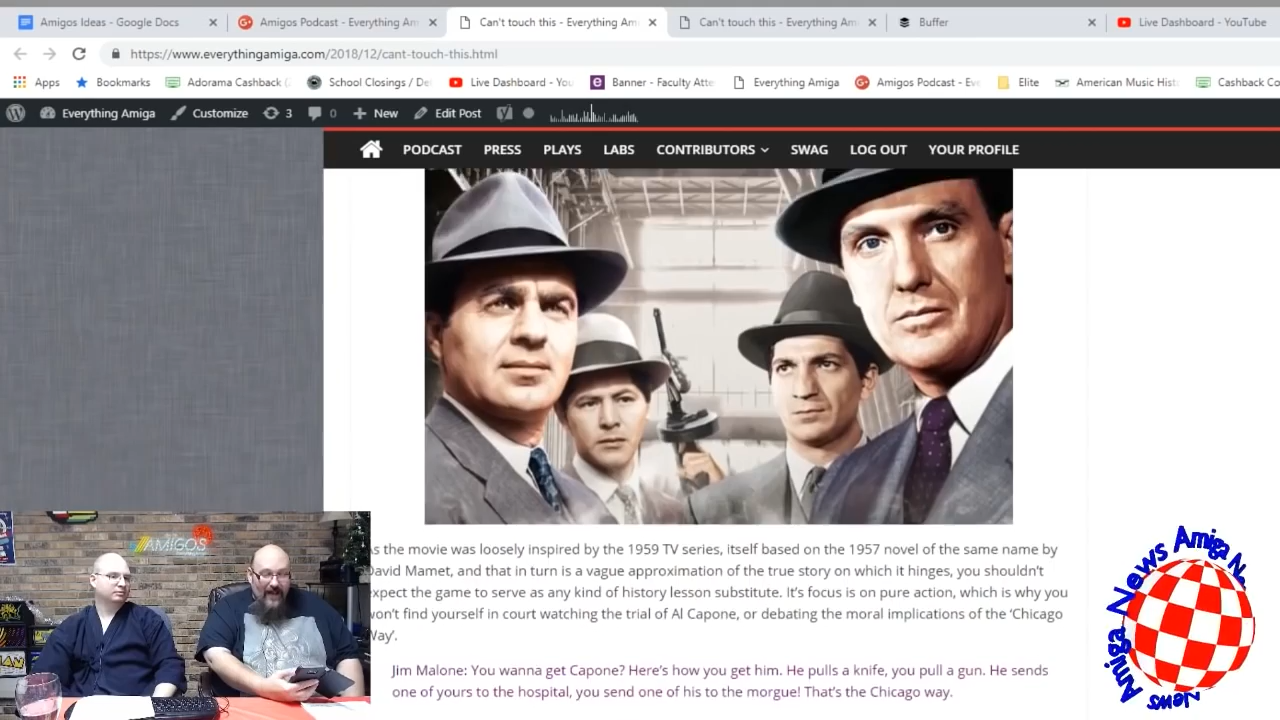 Amigos Ideas - Google Docs
Amigos Podcast - Everything Am
Can't touch this - Everything Am
Can't touch this - Everything Am
Buffer
Live Dashboard - YouTube
https://www.everythingamiga.com/2018/12/cant-touch-this.html
Apps Bookmarks Adorama Cashback ( School Closings / De Live Dashboard - You Banner - Faculty Atte Everything Amiga Amigos Podcast - Eve Elite American Music Hist Cashback Co
Everything Amiga Customize 3 0 New Edit Post
PODCAST PRESS PLAYS LABS CONTRIBUTORS SWAG LOG OUT YOUR PROFILE
As the movie was loosely inspired by the 1959 TV series, itself based on the 1957 novel of the same name by
David Mamet, and that in turn is a vague approximation of the true story on which it hinges, you shouldn't
expect the game to serve as any kind of history lesson substitute. It's focus is on pure action, which is why you
won't find yourself in court watching the trial of Al Capone, or debating the moral implications of the 'Chicago
Way'.
Jim Malone: You wanna get Capone? Here's how you get him. He pulls a knife, you pull a gun. He sends
one of yours to the hospital, you send one of his to the morgue! That's the Chicago way.
AMIGOS
Amiga News Amiga News